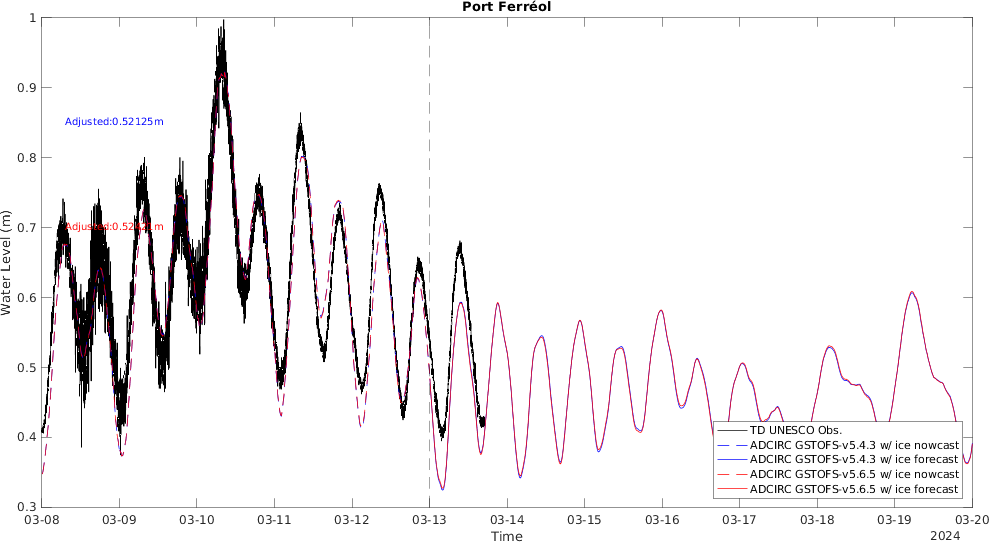 Port Ferréol
Water Level (m)
1
0.9
0.8
0.7
0.6
0.5
0.4
0.3
Adjusted:0.52125m
TD UNESCO Obs.
ADCIRC GSTOFS-v5.4.3 w/ ice nowcast
ADCIRC GSTOFS-v5.4.3 w/ ice forecast
ADCIRC GSTOFS-v5.6.5 w/ ice nowcast
ADCIRC GSTOFS-v5.6.5 w/ ice forecast
03-08 03-09 03-10 03-11 03-12 03-13 03-14 03-15 03-16 03-17 03-18 03-19 03-20
Time
2024